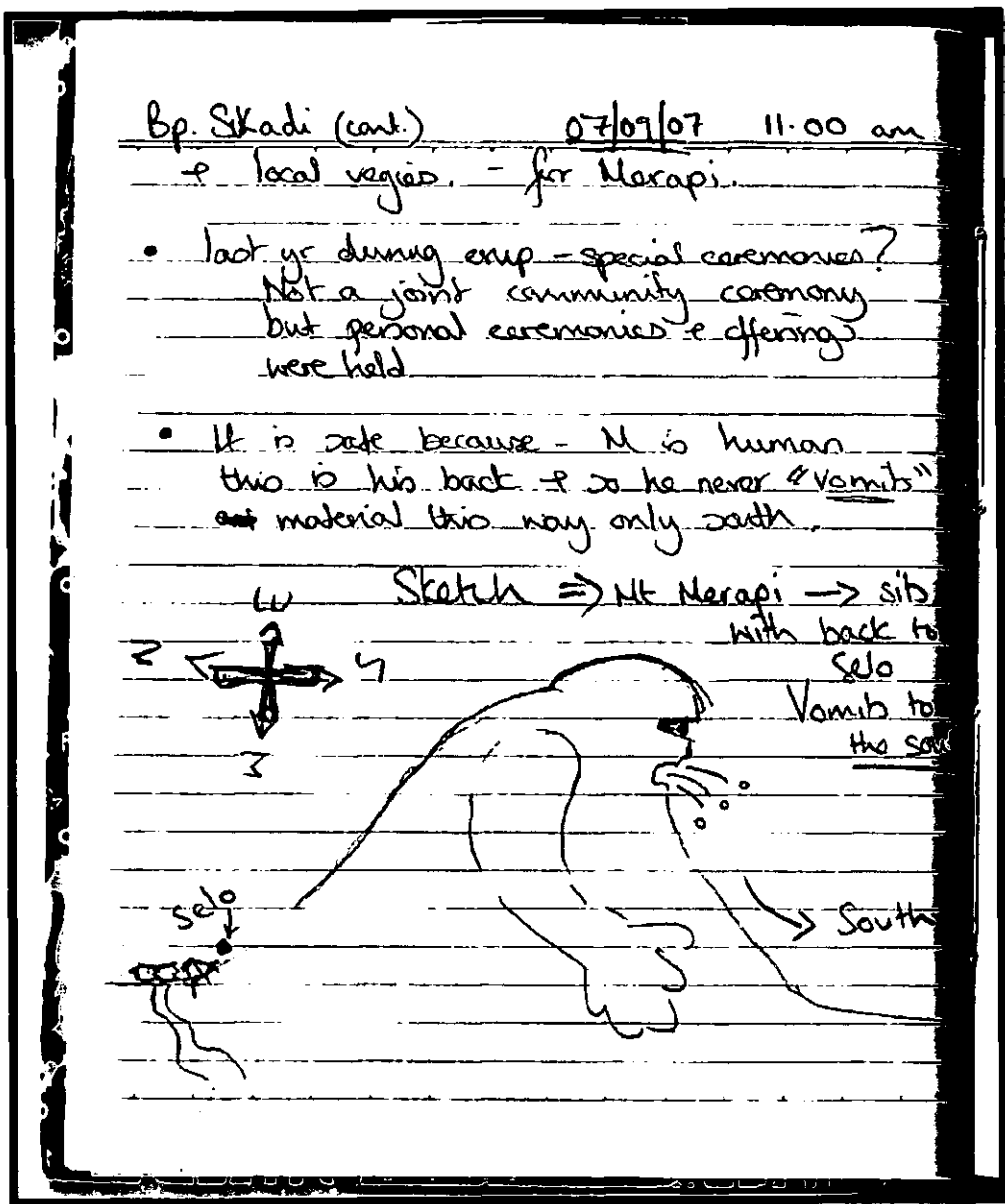 Bp. Sikadi (cont.) 07/09/07 11.00 am
& local vegies. - for Merapi.
• last yr during erup - special ceremonies?
Not a joint community ceremony
but personal ceremonies & offerings
were held
• It is safe because - M is human
this is his back & so he never "vomits"
material this way only south.
Sketch => Mt Merapi -> sits
with back to
Selo
Vomits to
the sou
E
N S
W
Selo
South